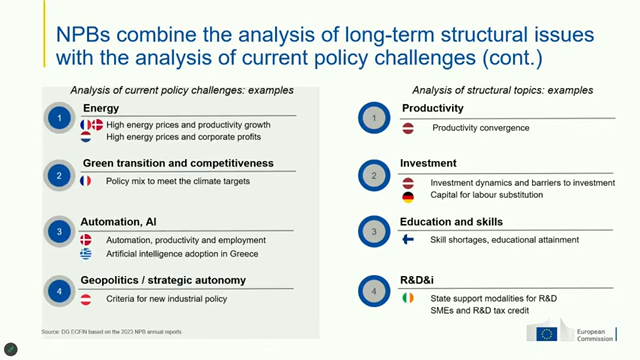 NPBs combine the analysis of long-term structural issues
with the analysis of current policy challenges (cont.)
Analysis of current policy challenges: examples
1
Energy
High energy prices and productivity growth
High energy prices and corporate profits
2
Green transition and competitiveness
Policy mix to meet the climate targets
3
Automation, AI
Automation, productivity and employment
Artificial intelligence adoption in Greece
4
Geopolitics / strategic autonomy
Criteria for new industrial policy
Analysis of structural topics: examples
1
Productivity
Productivity convergence
2
Investment
Investment dynamics and barriers to investment
Capital for labour substitution
3
Education and skills
Skill shortages, educational attainment
4
R&D&i
State support modalities for R&D
SMEs and R&D tax credit
Source: DG ECFIN based on the 2023 NPB annual reports
European
Commission